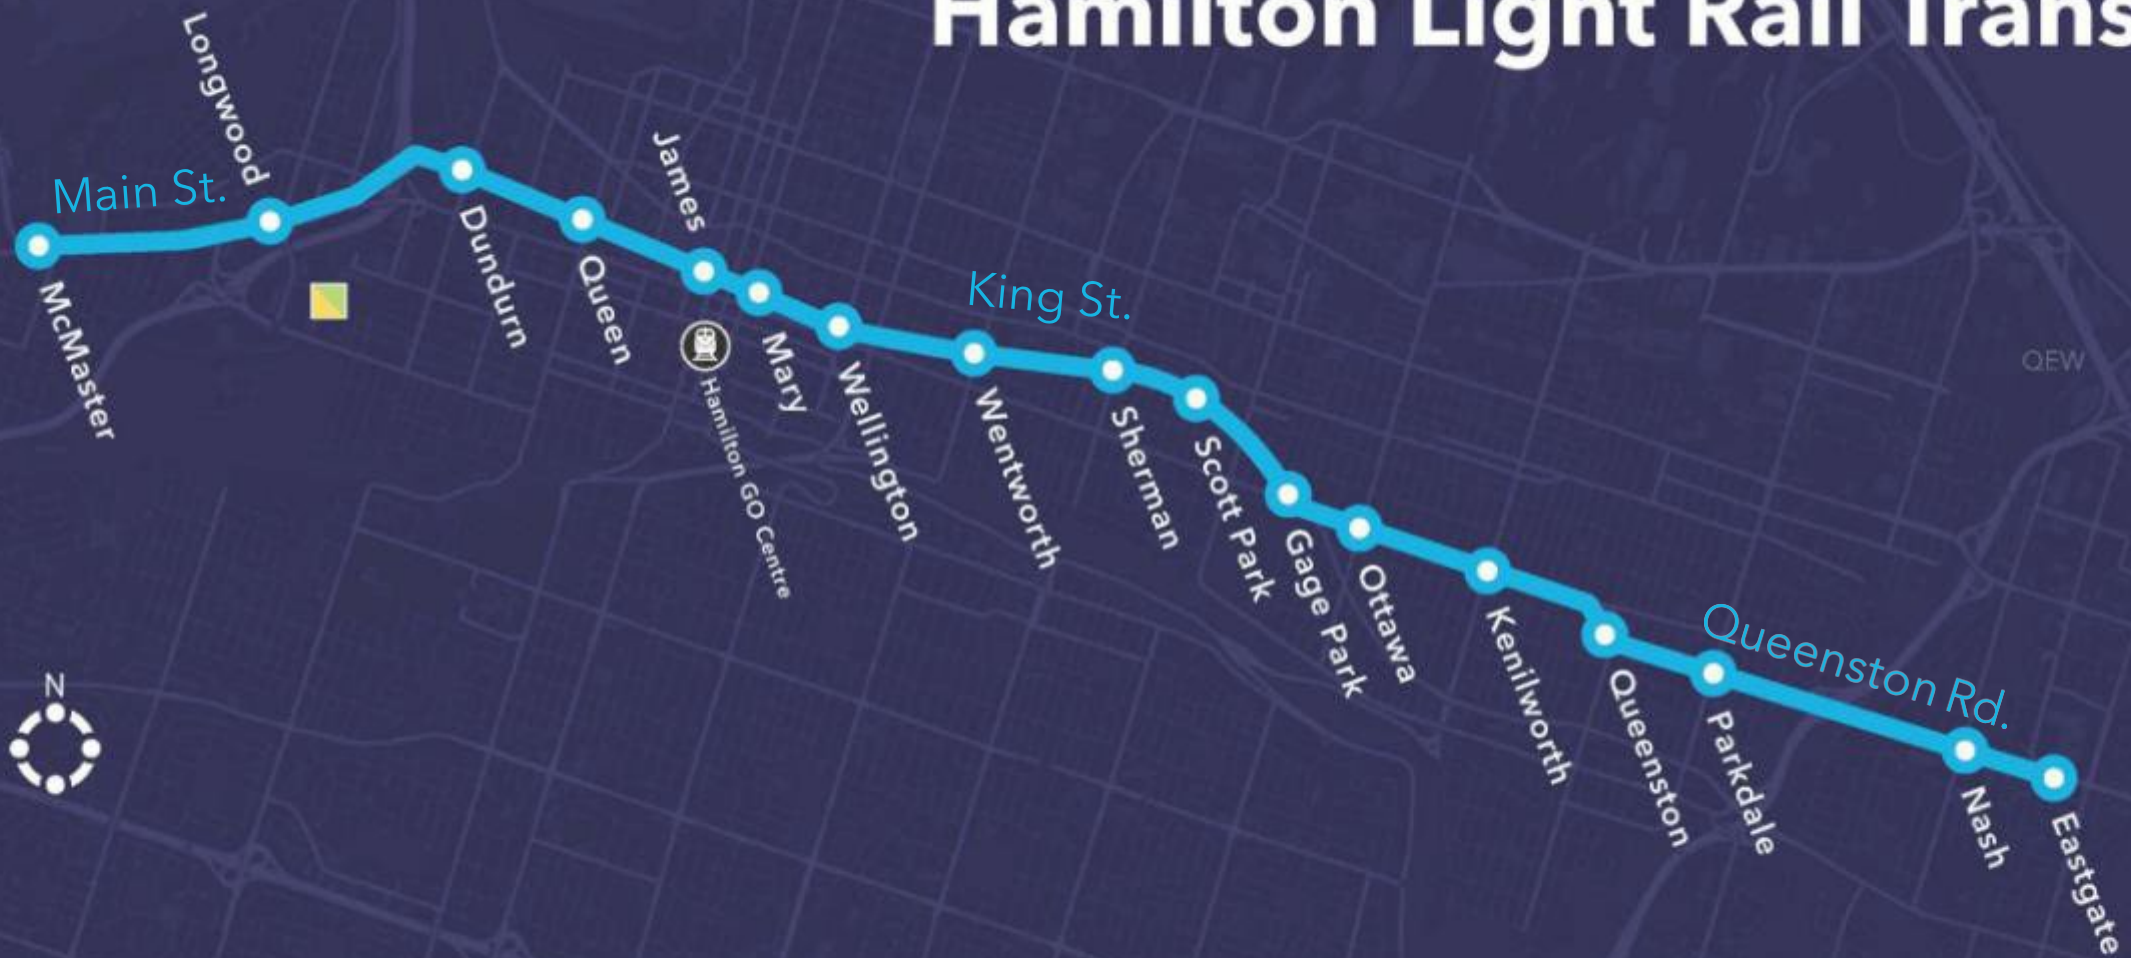 Hamilton Light Rail Trans
Longwood
Main St.
McMaster
Dundurn
Queen
James
Hamilton GO Centre
Mary
Wellington
King St.
Wentworth
Sherman
Scott Park
Gage Park
Ottawa
Kenilworth
Queenston
Queenston Rd.
Parkdale
Nash
Eastgate
QEW
N